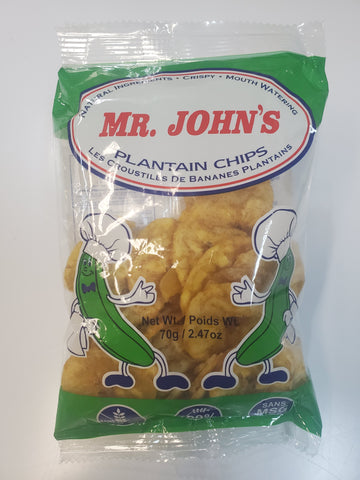 Natural Ingredients • Crispy • Mouth Watering
MR. JOHN'S
PLANTAIN CHIPS
Les Croustilles De Bananes Plantains
Net Wt. / Poids Wt.
70g / 2.47oz
SANS
MSG